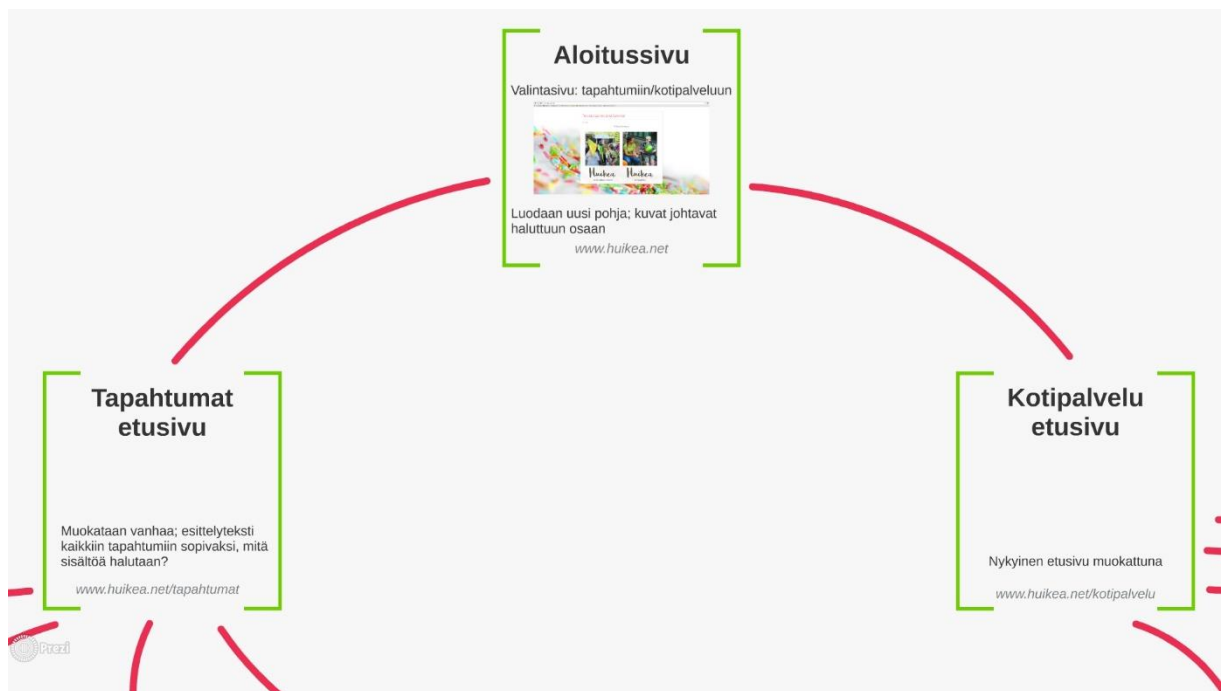 Aloitussivu
Valintasivu: tapahtumiin/kotipalveluun
Huikea
Huikea
Luodaan uusi pohja; kuvat johtavat
haluttuun osaan
www.huikea.net
Tapahtumat
etusivu
Muokataan vanhaa; esittelyteksti
kaikkiin tapahtumiin sopivaksi, mitä
sisältöä halutaan?
www.huikea.net/tapahtumat
Kotipalvelu
etusivu
Nykyinen etusivu muokattuna
www.huikea.net/kotipalvelu
Prezi